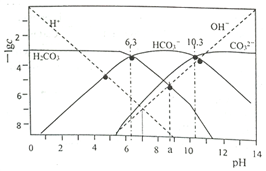 H⁺ OH⁻
2 6.3 HCO₃⁻ 10.3 CO₃²⁻
H₂CO₃
−lgc
4
6
8
0 2 4 6 8 a 10 12 14
pH